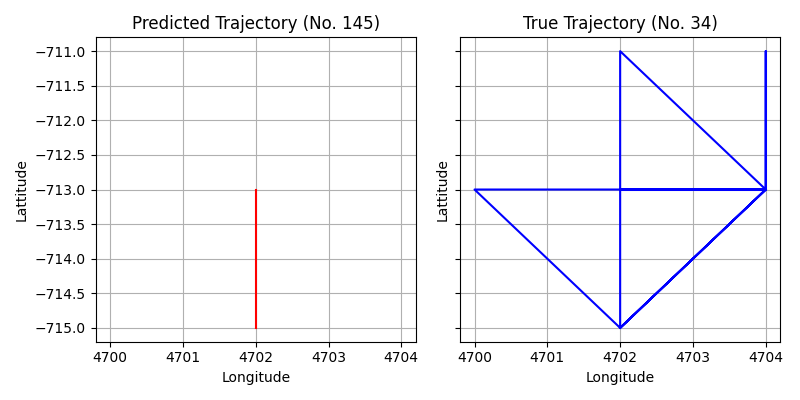 Predicted Trajectory (No. 145)
True Trajectory (No. 34)
−711.0
−711.5
−712.0
−712.5
−713.0
−713.5
−714.0
−714.5
−715.0
Lattitude
Lattitude
4700 4701 4702 4703 4704
4700 4701 4702 4703 4704
Longitude
Longitude